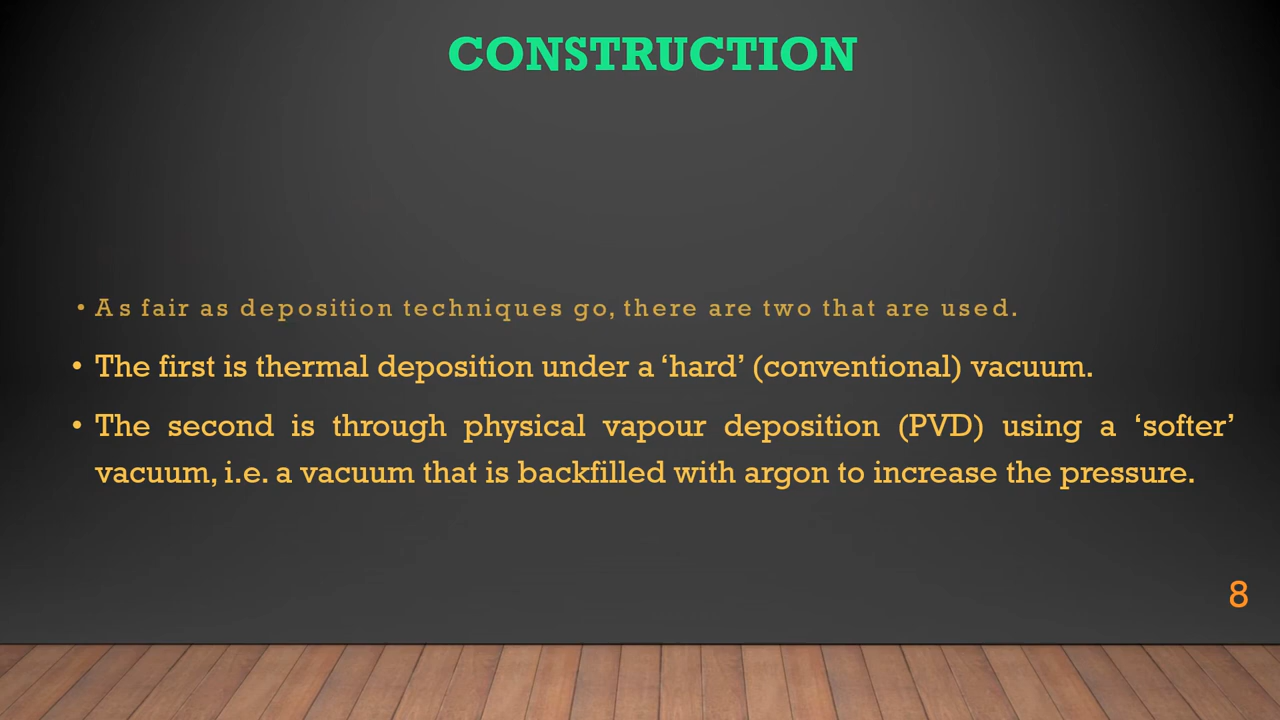 CONSTRUCTION
• As fair as deposition techniques go, there are two that are used.
• The first is thermal deposition under a ‘hard’ (conventional) vacuum.
• The second is through physical vapour deposition (PVD) using a ‘softer’
vacuum, i.e. a vacuum that is backfilled with argon to increase the pressure.
8